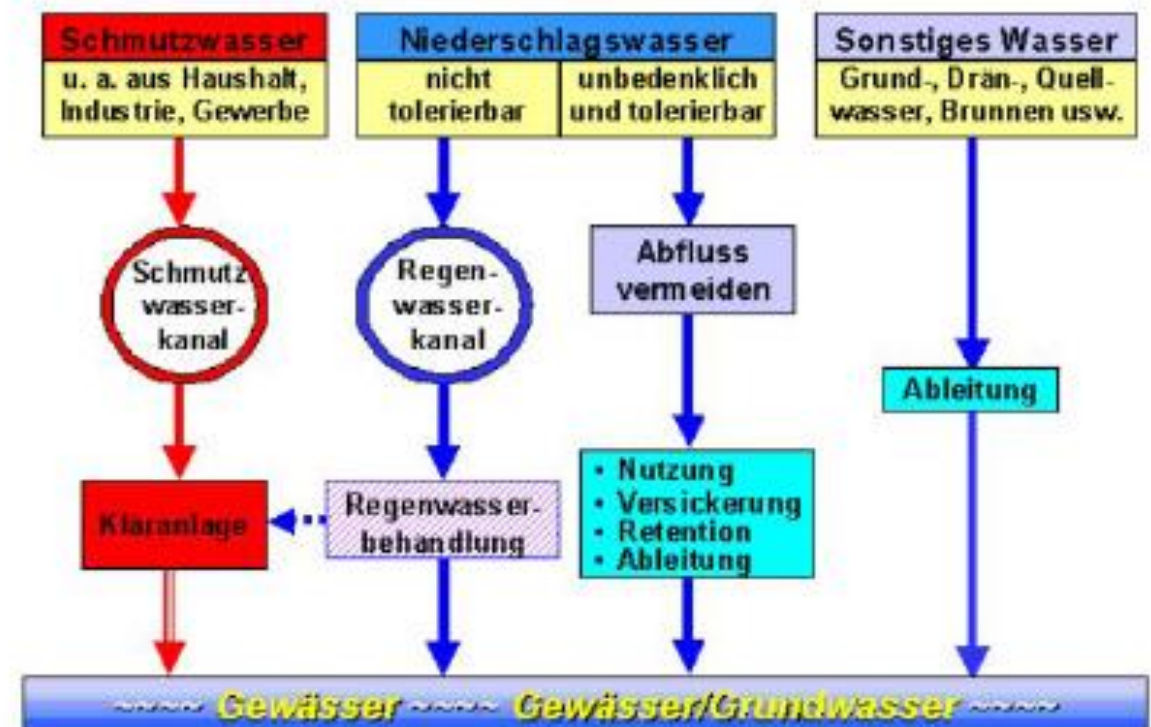 Schmutzwasser
u. a. aus Haushalt,
Industrie, Gewerbe
Niederschlagswasser
nicht
tolerierbar
unbedenklich
und tolerierbar
Sonstiges Wasser
Grund-, Drän-, Quell-
wasser, Brunnen usw.
Schmutz
wasser-
kanal
Regen-
wasser-
kanal
Abfluss
vermeiden
Ableitung
Kläranlage
Regenwasser-
behandlung
• Nutzung
• Versickerung
• Retention
• Ableitung
~~~~ Gewässer ~~~~ Gewässer/Grundwasser ~~~~